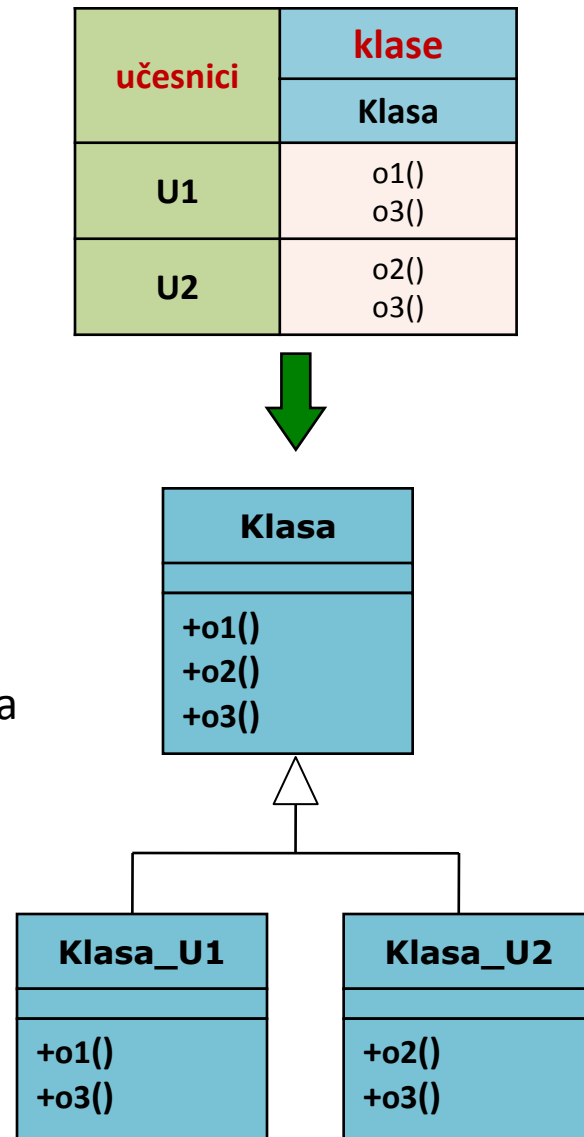 učesnici
klase
Klasa
U1
o1()
o3()
U2
o2()
o3()
Klasa
+o1()
+o2()
+o3()
a
Klasa_U1
+o1()
+o3()
Klasa_U2
+o2()
+o3()